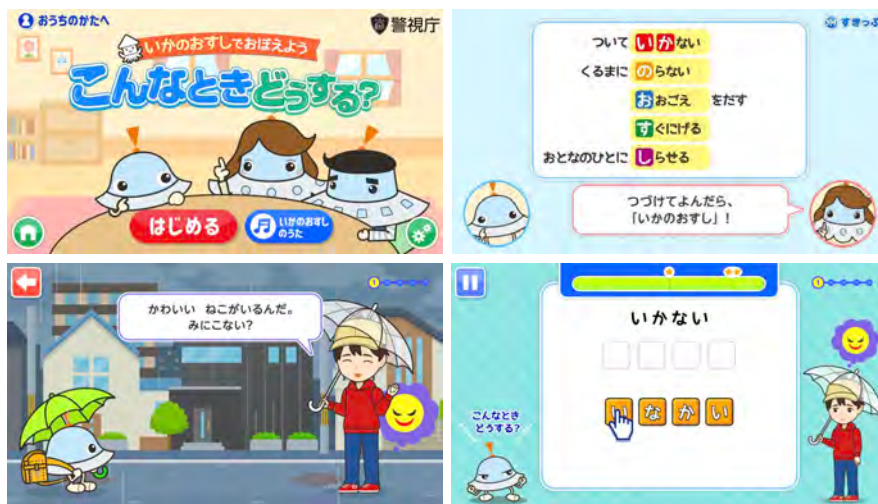 おうちのかたへ
警視庁
いかのおすしでおぼえよう
こんなときどうする?
はじめる
いかのおすし
のうた
すきっぷ
ついていかない
くるまにのらない
おおごえをだす
すぐにげる
おとなのひとにしらせる
つづけてよんだら、
「いかのおすし」!
かわいい ねこがいるんだ。
みにこない?
1
1
いかない
い な か い
こんなとき
どうする?